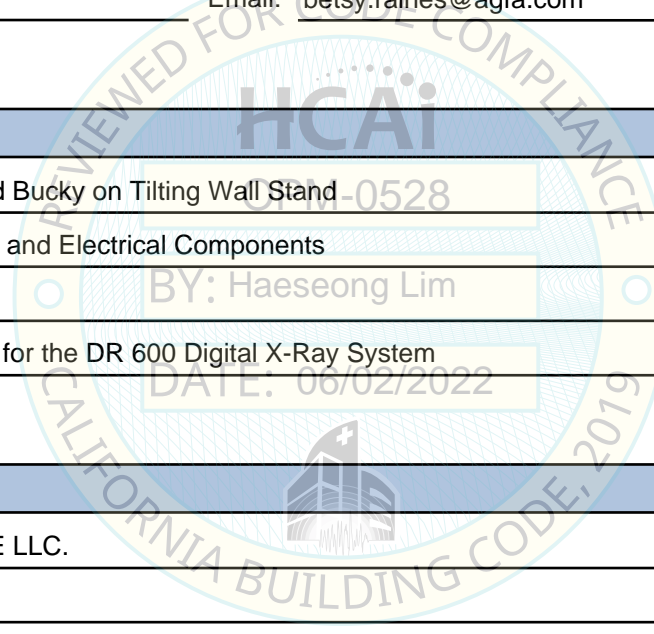 Email: betsy.raines@agfa.com
REVIEWED FOR CODE COMPLIANCE
HCAi
d Bucky on Tilting Wall Stand
OPM-0528
and Electrical Components
BY: Haeseong Lim
for the DR 600 Digital X-Ray System
DATE: 06/02/2022
E LLC.
CALIFORNIA BUILDING CODE, 2019